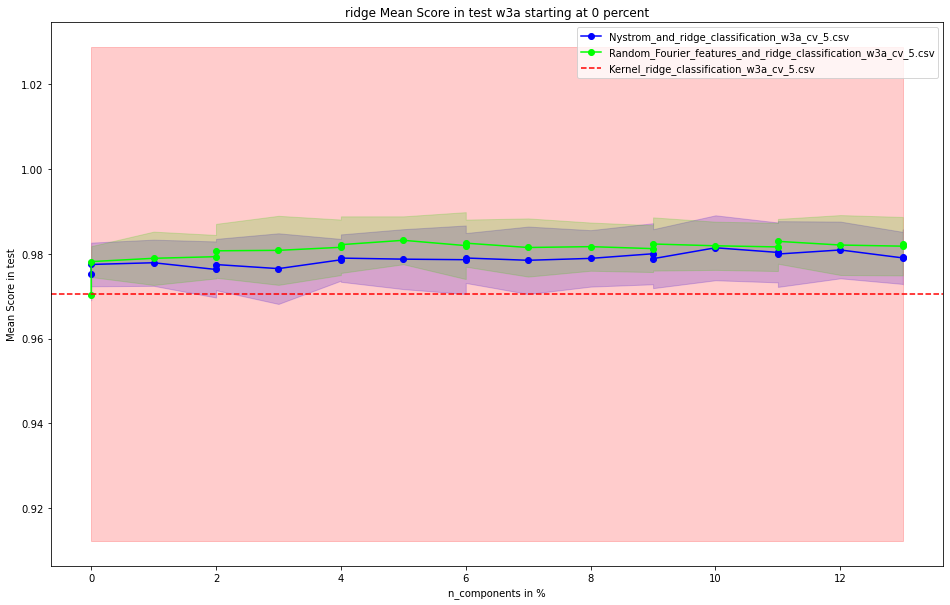 ridge Mean Score in test w3a starting at 0 percent
Nystrom_and_ridge_classification_w3a_cv_5.csv
Random_Fourier_features_and_ridge_classification_w3a_cv_5.csv
Kernel_ridge_classification_w3a_cv_5.csv
Mean Score in test
1.02
1.00
0.98
0.96
0.94
0.92
0 2 4 6 8 10 12
n_components in %